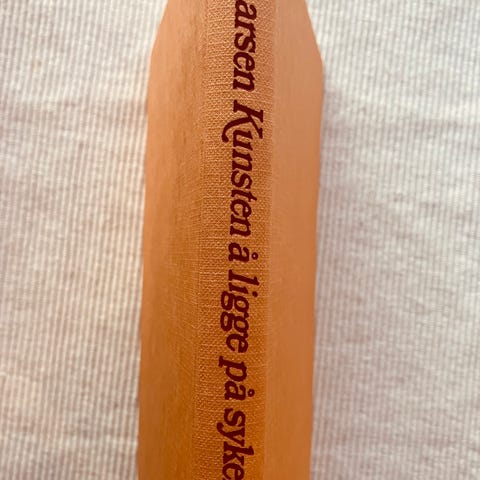 arsen Kunsten å ligge på syke